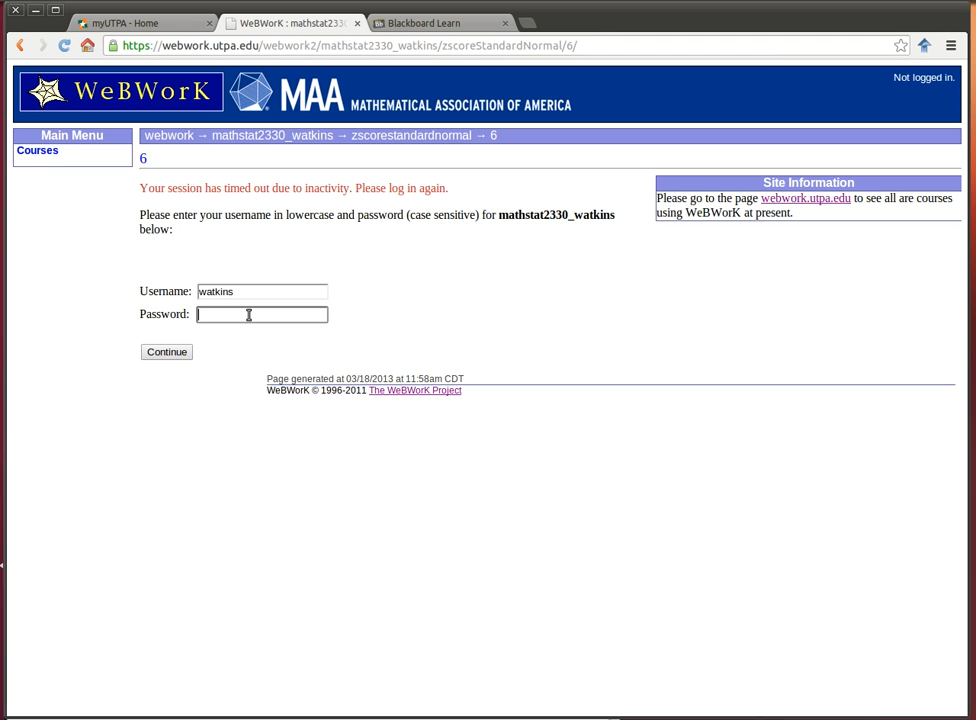 myUTPA - Home
WeBWorK : mathstat233
Blackboard Learn
https://webwork.utpa.edu/webwork2/mathstat2330_watkins/zscoreStandardNormal/6/
WeBWorK
MAA MATHEMATICAL ASSOCIATION OF AMERICA
Not logged in.
Main Menu
Courses
webwork → mathstat2330_watkins → zscorestandardnormal → 6
6
Your session has timed out due to inactivity. Please log in again.
Please enter your username in lowercase and password (case sensitive) for mathstat2330_watkins
below:
Username: watkins
Password:
Continue
Site Information
Please go to the page webwork.utpa.edu to see all are courses
using WeBWorK at present.
Page generated at 03/18/2013 at 11:58am CDT
WeBWorK © 1996-2011 The WeBWorK Project